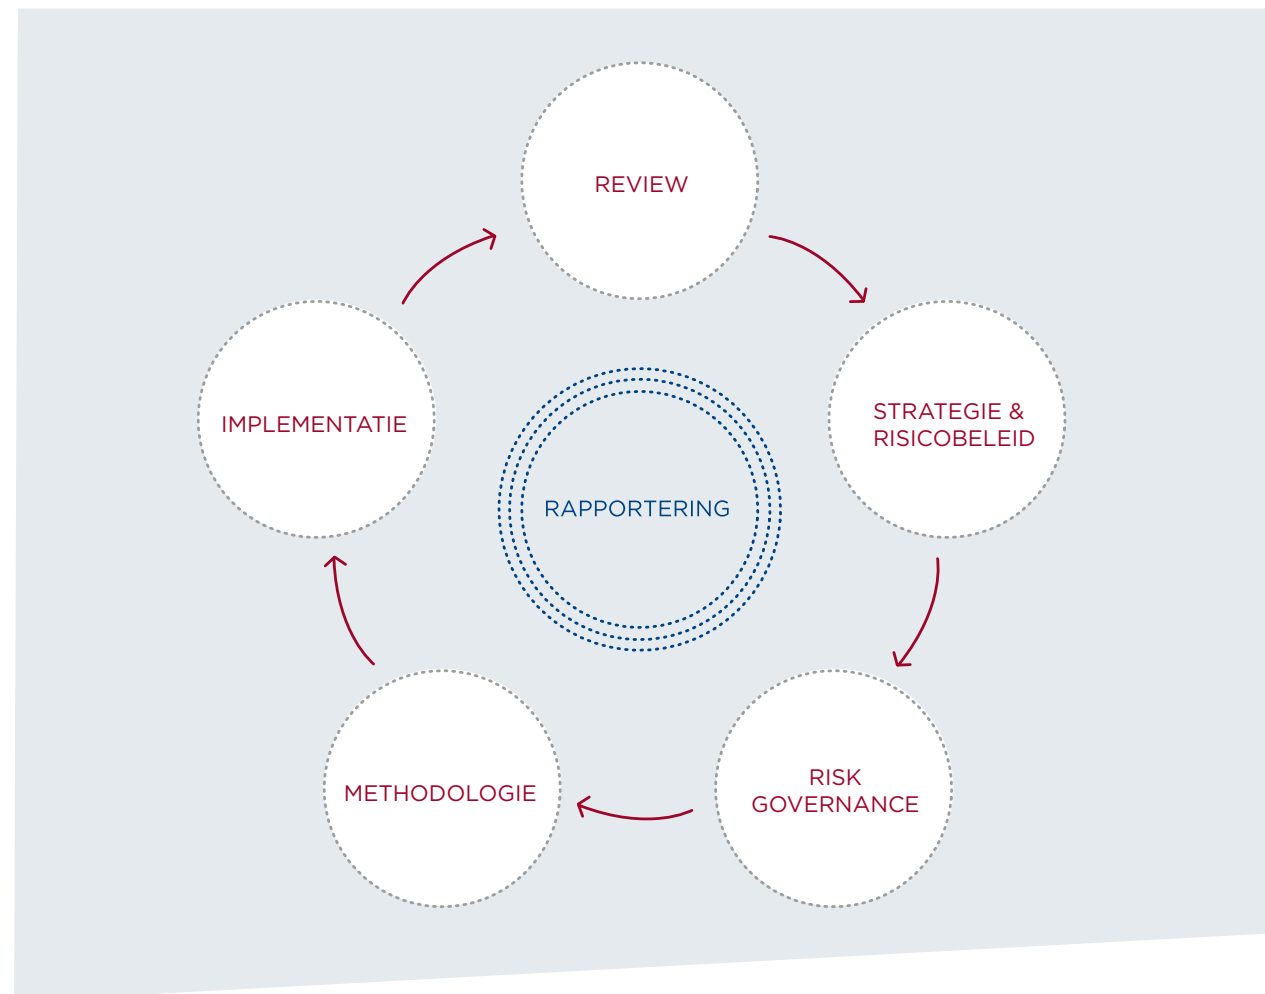 REVIEW
STRATEGIE &
RISICOBELEID
IMPLEMENTATIE
RAPPORTERING
RISK
GOVERNANCE
METHODOLOGIE